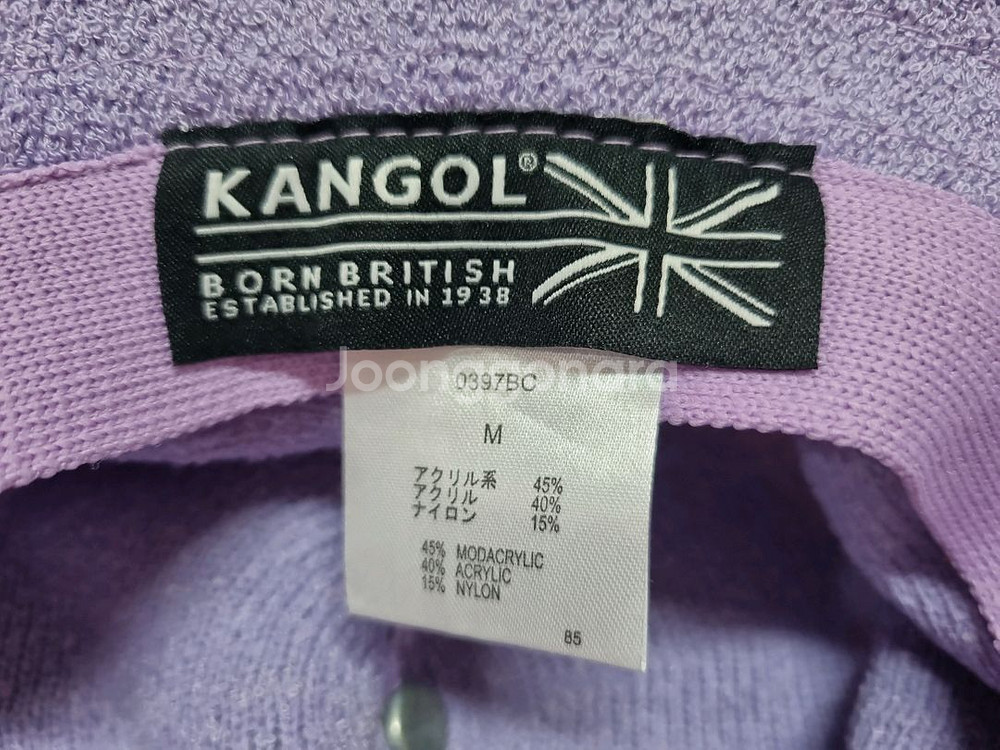 KANGOL®
BORN BRITISH
ESTABLISHED IN 1938
Joonggonara
0397BC
M
アクリル系 45%
アクリル 40%
ナイロン 15%
45% MODACRYLIC
40% ACRYLIC
15% NYLON
85